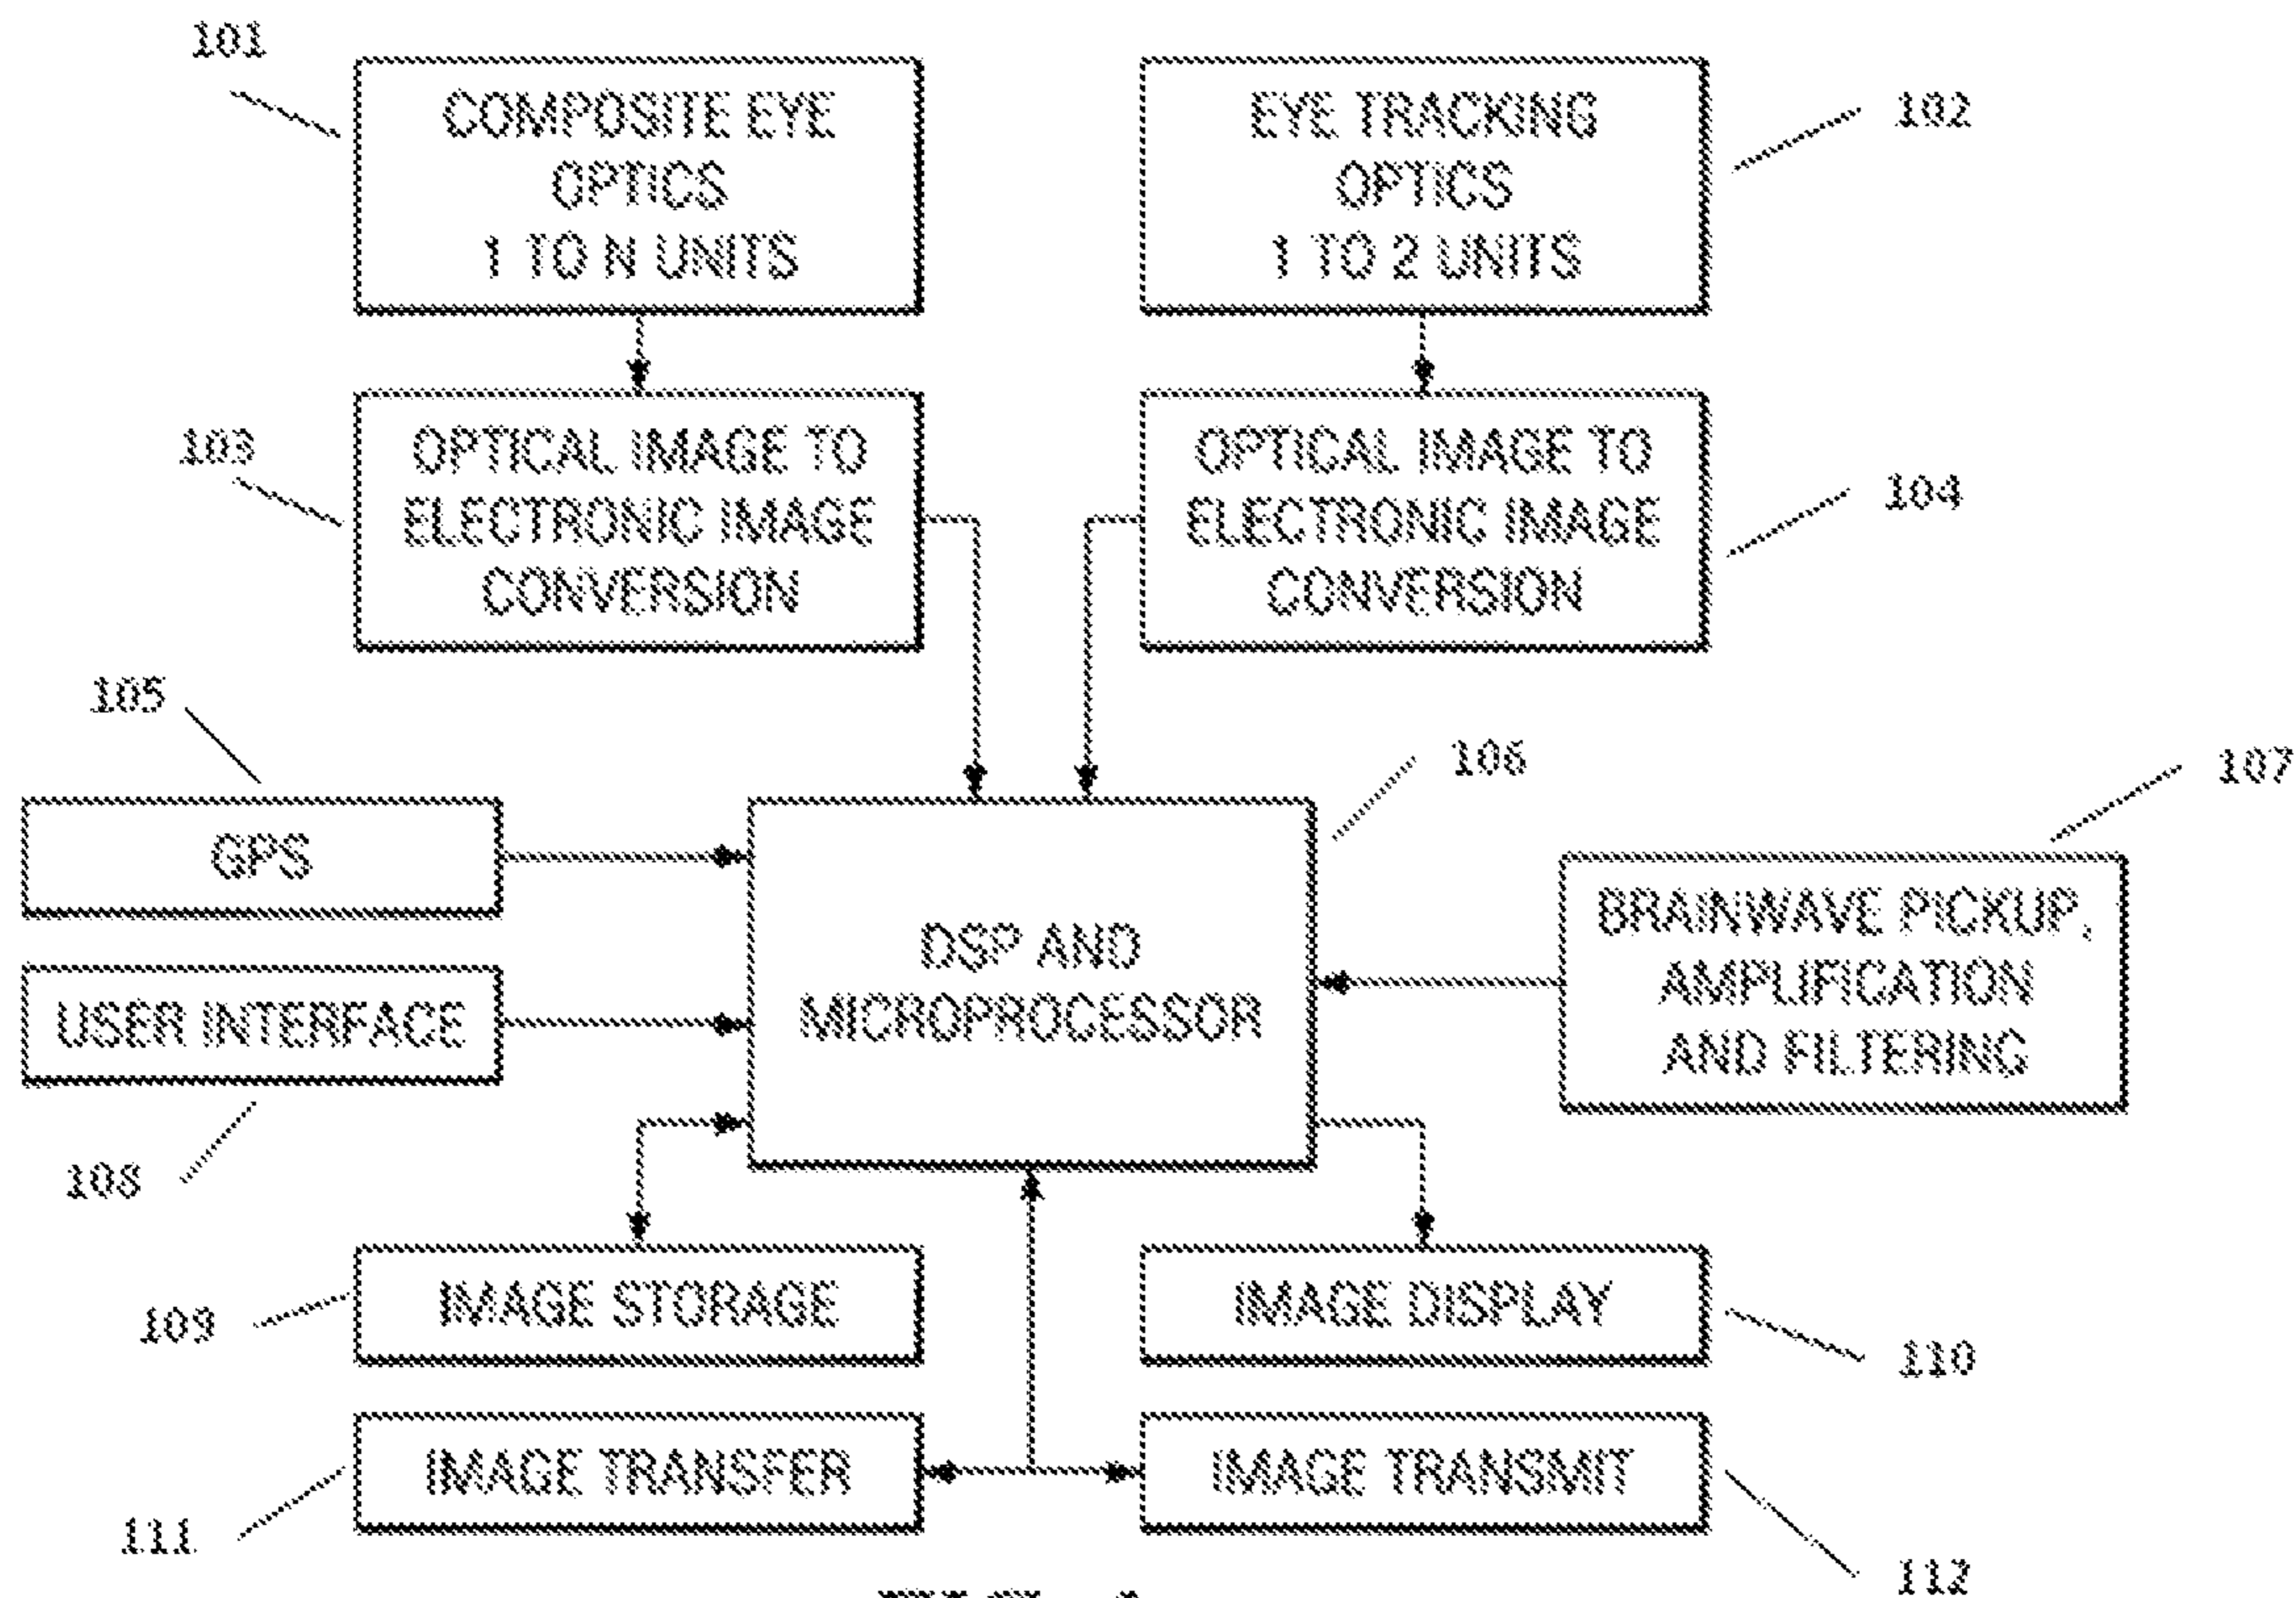 101
COMPOSITE EYE
OPTICS
1 TO N UNITS
EYE TRACKING
OPTICS
1 TO 2 UNITS
102
103
OPTICAL IMAGE TO
ELECTRONIC IMAGE
CONVERSION
OPTICAL IMAGE TO
ELECTRONIC IMAGE
CONVERSION
104
105
GPS
106
107
DSP AND
MICROPROCESSOR
BRAINWAVE PICKUP,
AMPLIFICATION
AND FILTERING
USER INTERFACE
108
109
IMAGE STORAGE
IMAGE DISPLAY
110
111
IMAGE TRANSFER
IMAGE TRANSMIT
112